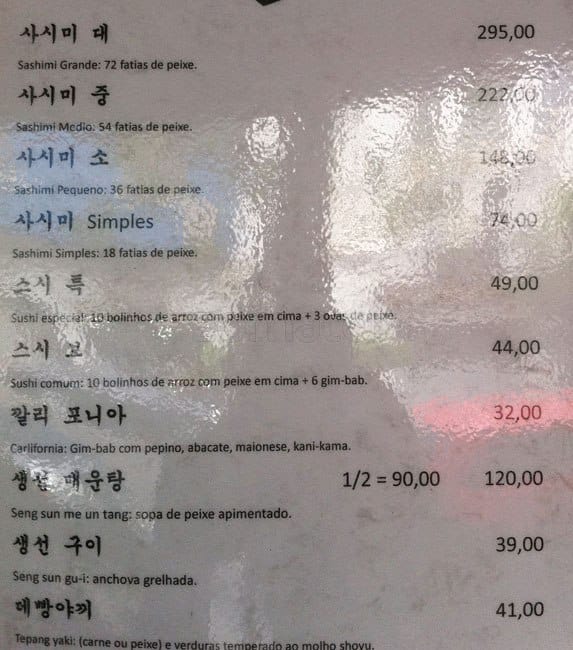 사시미 대 295,00
Sashimi Grande: 72 fatias de peixe.
사시미 중 222,00
Sashimi Medio: 54 fatias de peixe.
사시미 소 148,00
Sashimi Pequeno: 36 fatias de peixe.
사시미 Simples 74,00
Sashimi Simples: 18 fatias de peixe.
스시 특 49,00
Sushi especial: 10 bolinhos de arroz com peixe em cima + 3 ovas de peixe.
스시 보 44,00
Sushi comum: 10 bolinhos de arroz com peixe em cima + 6 gim-bab.
깔리 포니아 32,00
Carlifornia: Gim-bab com pepino, abacate, maionese, kani-kama.
생선 매운탕 1/2 = 90,00 120,00
Seng sun me un tang: sopa de peixe apimentado.
생선 구이 39,00
Seng sun gu-i: anchova grelhada.
데빵야끼 41,00
Tepang yaki: (carne ou peixe) e verduras temperado ao molho shoyu.